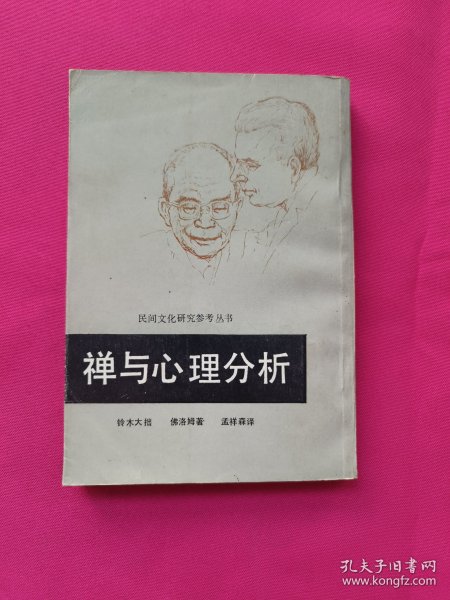 民间文化研究参考丛书
禅与心理分析
铃木大拙 佛洛姆著 孟祥森译
孔夫子旧书网
www.kongfz.com